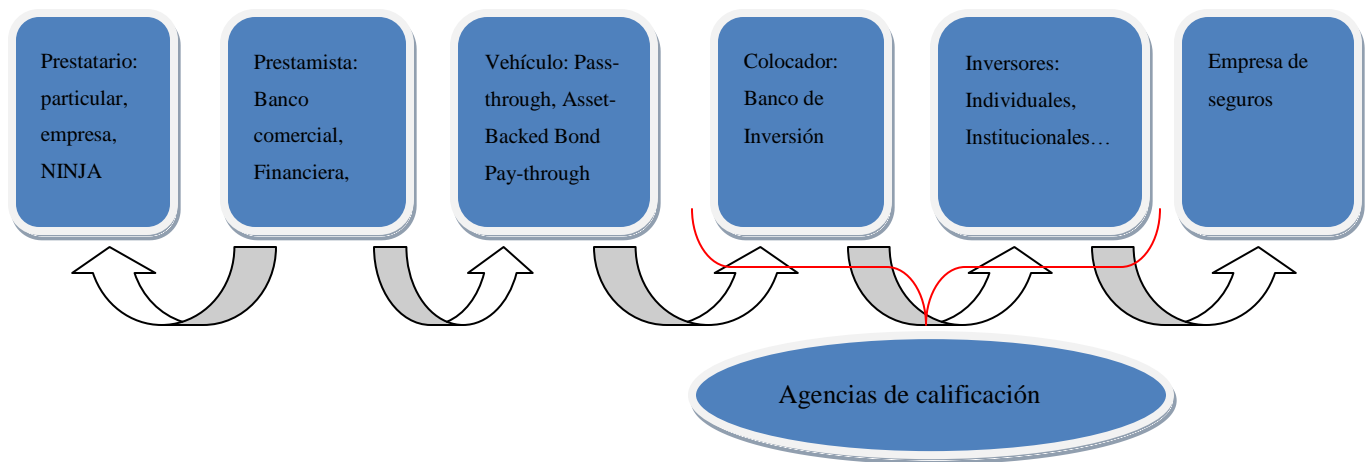 Prestatario:
particular,
empresa,
NINJA
Prestamista:
Banco
comercial,
Financiera,
Vehículo: Pass-
through, Asset-
Backed Bond
Pay-through
Colocador:
Banco de
Inversión
Inversores:
Individuales,
Institucionales…
Empresa de
seguros
Agencias de calificación